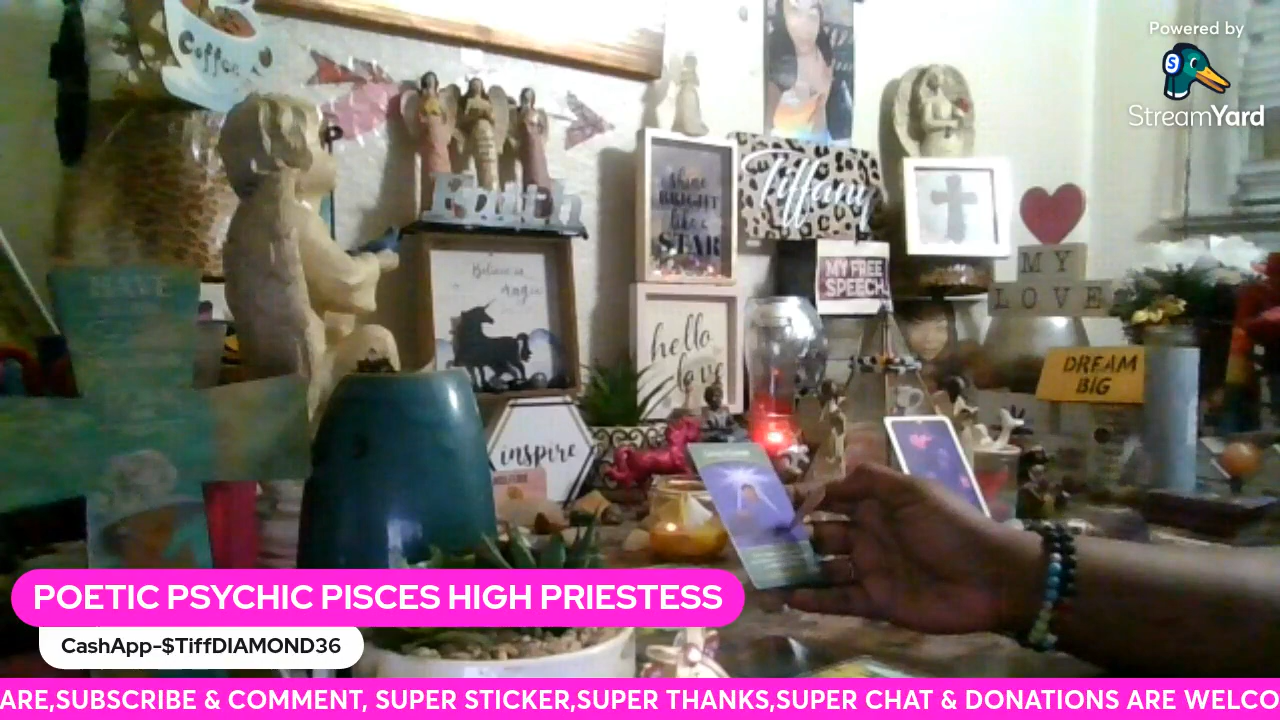 Powered by
StreamYard
Coffee
Faith
shine
BRIGHT
like a
STAR
Tiffany
MY FREE
SPEECH
Believe in
magic
hello
love
MY
LOVE
DREAM
BIG
inspire
POETIC PSYCHIC PISCES HIGH PRIESTESS
CashApp-$TiffDIAMOND36
ARE,SUBSCRIBE & COMMENT, SUPER STICKER,SUPER THANKS,SUPER CHAT & DONATIONS ARE WELCO